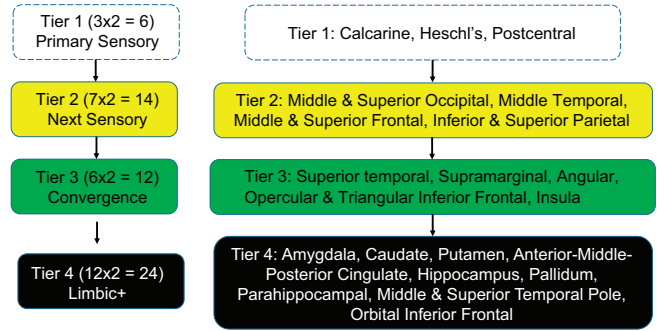 Tier 1 (3x2 = 6)
Primary Sensory
Tier 1: Calcarine, Heschl's, Postcentral
Tier 2 (7x2 = 14)
Next Sensory
Tier 2: Middle & Superior Occipital, Middle Temporal,
Middle & Superior Frontal, Inferior & Superior Parietal
Tier 3 (6x2 = 12)
Convergence
Tier 3: Superior temporal, Supramarginal, Angular,
Opercular & Triangular Inferior Frontal, Insula
Tier 4 (12x2 = 24)
Limbic+
Tier 4: Amygdala, Caudate, Putamen, Anterior-Middle-
Posterior Cingulate, Hippocampus, Pallidum,
Parahippocampal, Middle & Superior Temporal Pole,
Orbital Inferior Frontal